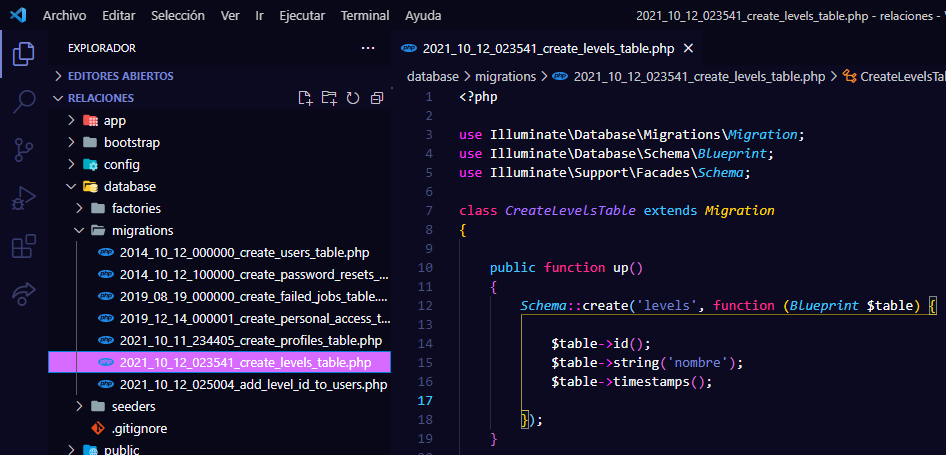 Archivo Editar Selección Ver Ir Ejecutar Terminal Ayuda 2021_10_12_023541_create_levels_table.php - relaciones -
EXPLORADOR ···
EDITORES ABIERTOS
RELACIONES
app
bootstrap
config
database
factories
migrations
2014_10_12_000000_create_users_table.php
2014_10_12_100000_create_password_resets_...
2019_08_19_000000_create_failed_jobs_table....
2019_12_14_000001_create_personal_access_t...
2021_10_11_234405_create_profiles_table.php
2021_10_12_023541_create_levels_table.php
2021_10_12_025004_add_level_id_to_users.php
seeders
.gitignore
public
2021_10_12_023541_create_levels_table.php
database > migrations > 2021_10_12_023541_create_levels_table.php > CreateLevelsTa
1 <?php
2
3 use Illuminate\Database\Migrations\Migration;
4 use Illuminate\Database\Schema\Blueprint;
5 use Illuminate\Support\Facades\Schema;
6
7 class CreateLevelsTable extends Migration
8 {
9
10 public function up()
11 {
12 Schema::create('levels', function (Blueprint $table) {
13
14 $table->id();
15 $table->string('nombre');
16 $table->timestamps();
17
18 });
19 }